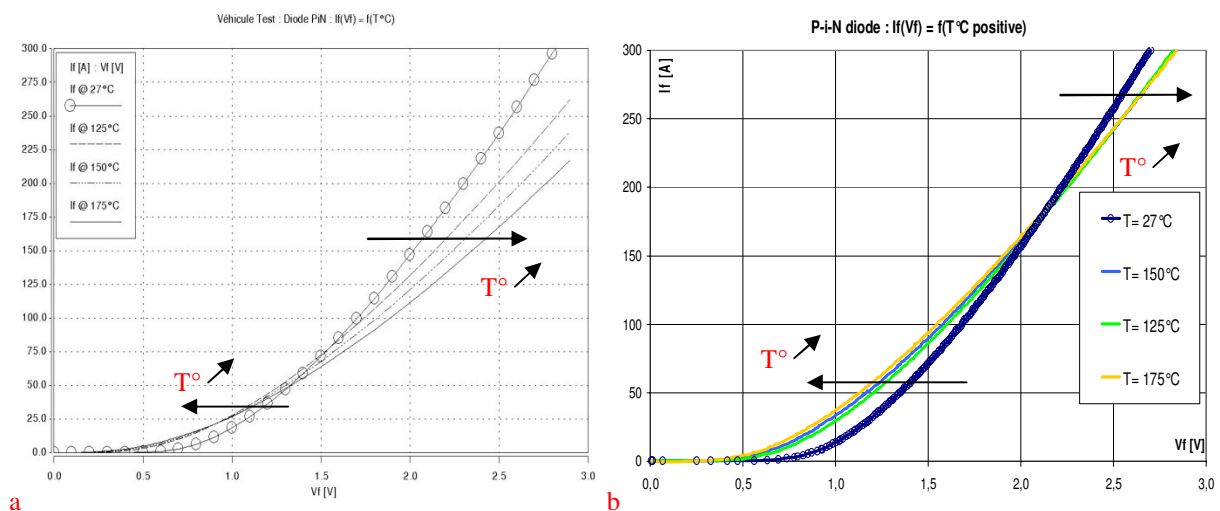 Véhicule Test : Diode PiN : If(Vf) = f(T°C)
300.0
275.0
250.0
225.0
200.0
175.0
150.0
125.0
100.0
75.0
50.0
25.0
0.0
If [A] : Vf [V]
If @ 27°C
If @ 125°C
If @ 150°C
If @ 175°C
T°
T°
0.0 0.5 1.0 1.5 2.0 2.5 3.0
Vf [V]
a
P-i-N diode : If(Vf) = f(T°C positive)
If [A]
300
250
200
150
100
50
0
T°
T°
T= 27°C
T= 150°C
T= 125°C
T= 175°C
Vf [V]
0,0 0,5 1,0 1,5 2,0 2,5 3,0
b